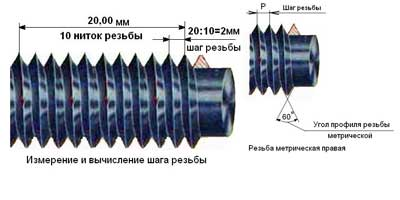 20,00 мм
10 ниток резьбы
20:10=2мм
шаг резьбы
Измерение и вычисление шага резьбы
P
Шаг резьбы
60°
Угол профиля резьбы
метрической
Резьба метрическая правая